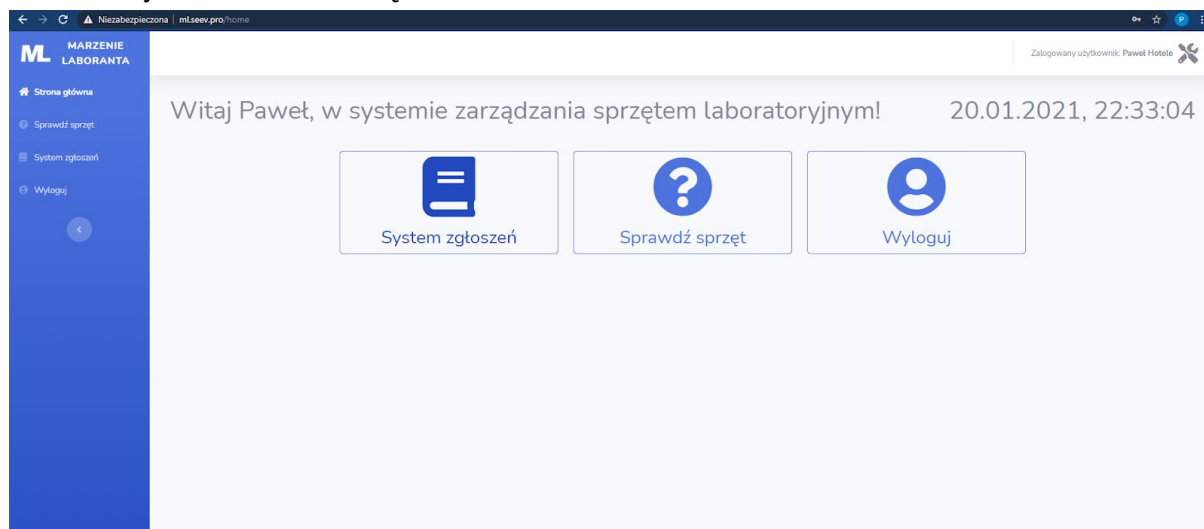 Niezabezpieczona | ml.seev.pro/home
P
ML MARZENIE
LABORANTA
Zalogowany uzytkownik: Paweł Hotele
Strona główna
Sprawdź sprzęt
System zgłoszeń
Wyloguj
Witaj Paweł, w systemie zarządzania sprzętem laboratoryjnym!
20.01.2021, 22:33:04
System zgłoszeń
Sprawdź sprzęt
Wyloguj